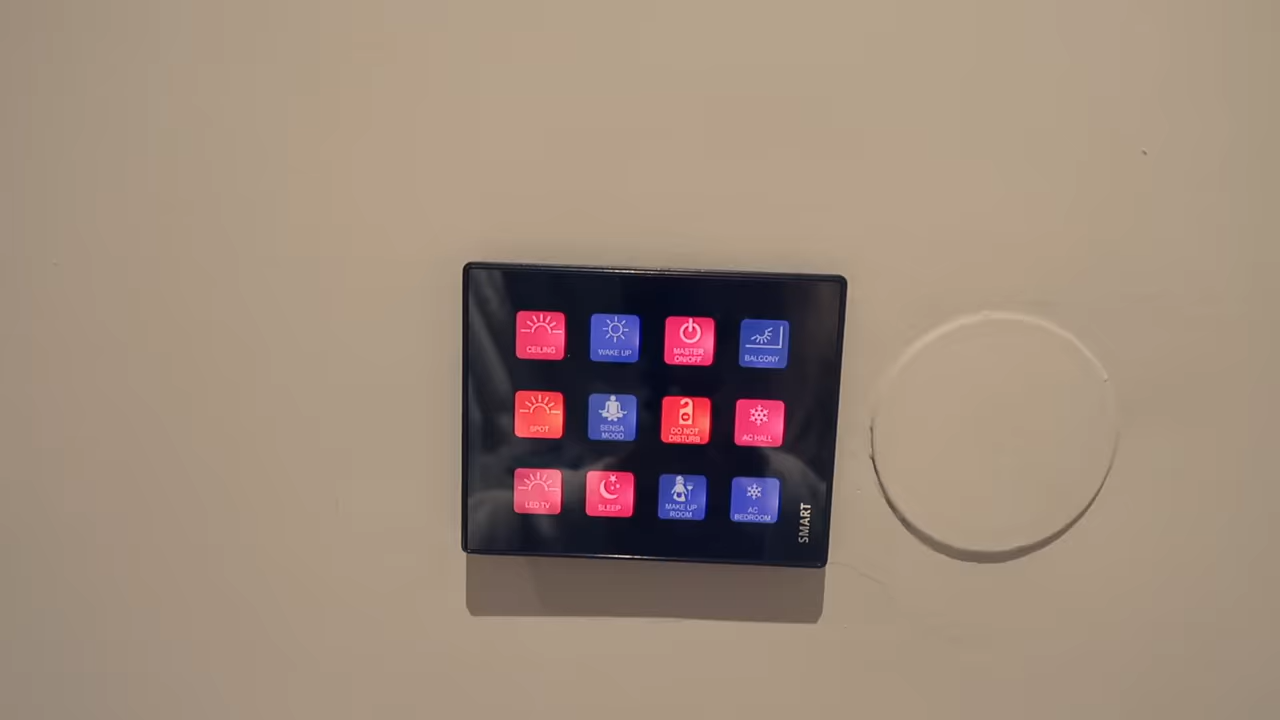 CEILING
WAKE UP
MASTER
ON/OFF
BALCONY
SPOT
SENSA
MOOD
DO NOT
DISTURB
AC HALL
LED TV
SLEEP
MAKE UP
ROOM
AC
BEDROOM
SMART